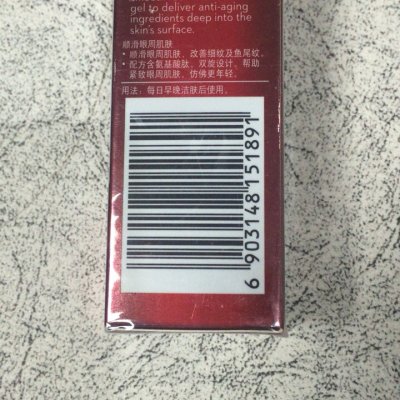 gel to deliver anti-aging
ingredients deep into the
skin's surface.
顺滑眼周肌肤
• 顺滑眼周肌肤，改善细纹及鱼尾纹。
• 配方含氨基酸肽，双旋设计，帮助
紧致眼周肌肤，仿佛更年轻。
用法：每日早晚洁肤后使用。
6 903148 151891